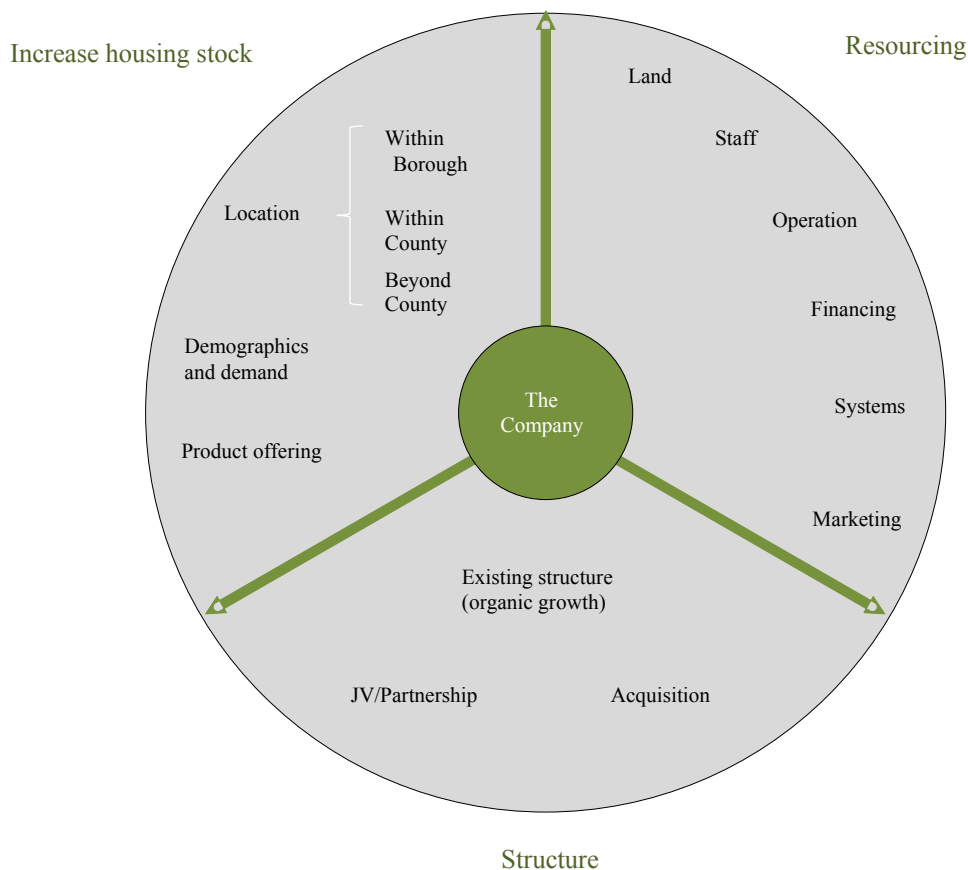 Increase housing stock
Resourcing
Land
Staff
Operation
Financing
Systems
Marketing
Within
Borough
Location
Within
County
Beyond
County
Demographics
and demand
Product offering
The
Company
Existing structure
(organic growth)
JV/Partnership
Acquisition
Structure